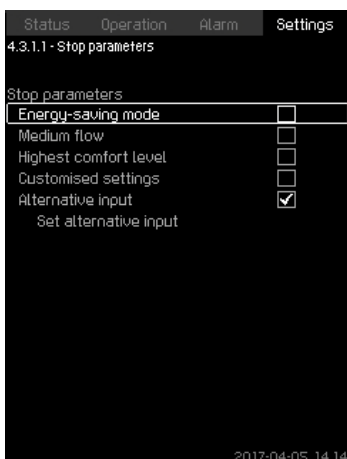 Status Operation Alarm Settings
4.3.1.1 - Stop parameters
Stop parameters
Energy-saving mode
Medium flow
Highest comfort level
Customised settings
Alternative input
Set alternative input
2017-04-05 14:14